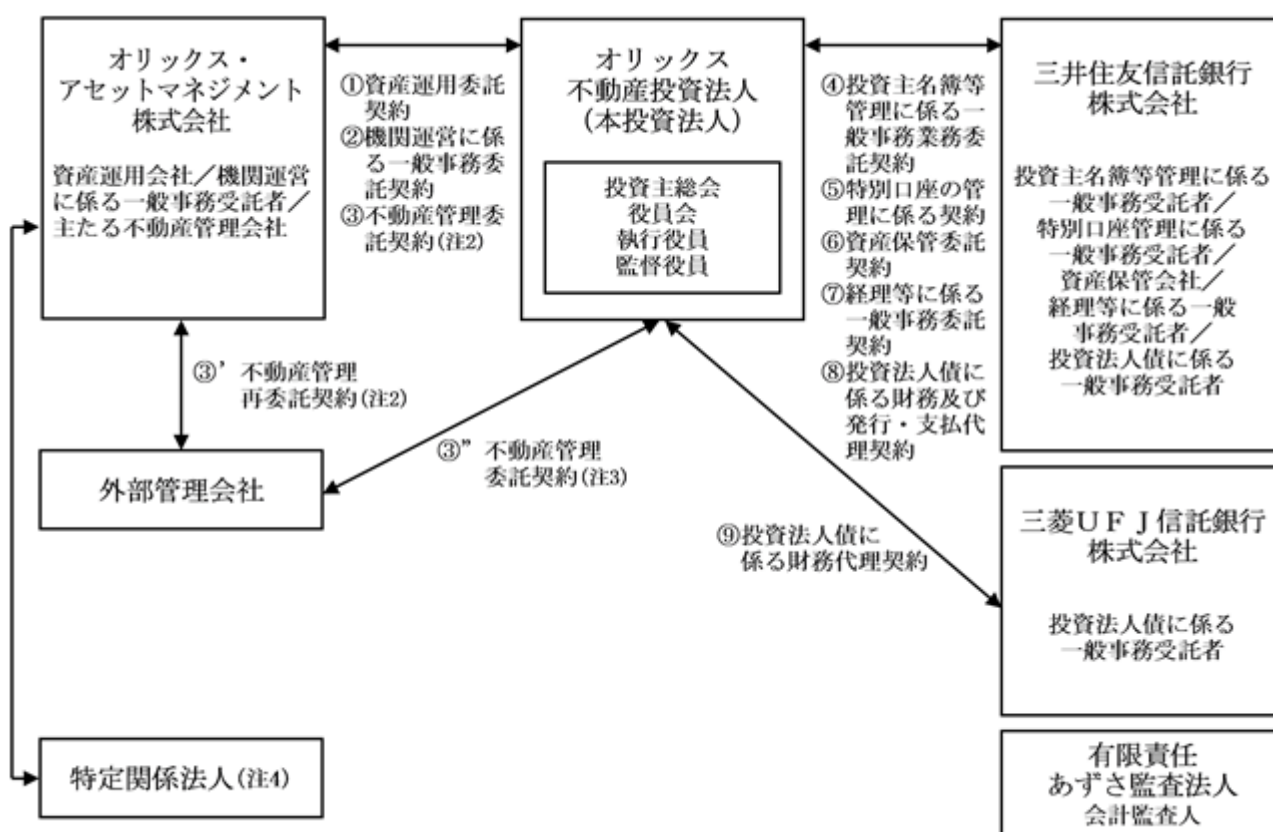 オリックス・
アセットマネジメント
株式会社
資産運用会社／機関運営
に係る一般事務受託者／
主たる不動産管理会社
①資産運用委託
契約
②機関運営に係
る一般事務委
託契約
③不動産管理委
託契約(注2)
オリックス
不動産投資法人
（本投資法人）
投資主総会
役員会
執行役員
監督役員
④投資主名簿等
管理に係る一
般事務業務委
託契約
⑤特別口座の管
理に係る契約
⑥資産保管委託
契約
⑦経理等に係る
一般事務委託
契約
⑧投資法人債に
係る財務及び
発行・支払代
理契約
三井住友信託銀行
株式会社
投資主名簿等管理に係る
一般事務受託者／
特別口座管理に係る
一般事務受託者／
資産保管会社／
経理等に係る一般
事務受託者／
投資法人債に係る
一般事務受託者
③’ 不動産管理
再委託契約(注2)
③” 不動産管理
委託契約(注3)
外部管理会社
⑨投資法人債に
係る財務代理契約
三菱ＵＦＪ信託銀行
株式会社
投資法人債に係る
一般事務受託者
特定関係法人(注4)
有限責任
あずさ監査法人
会計監査人